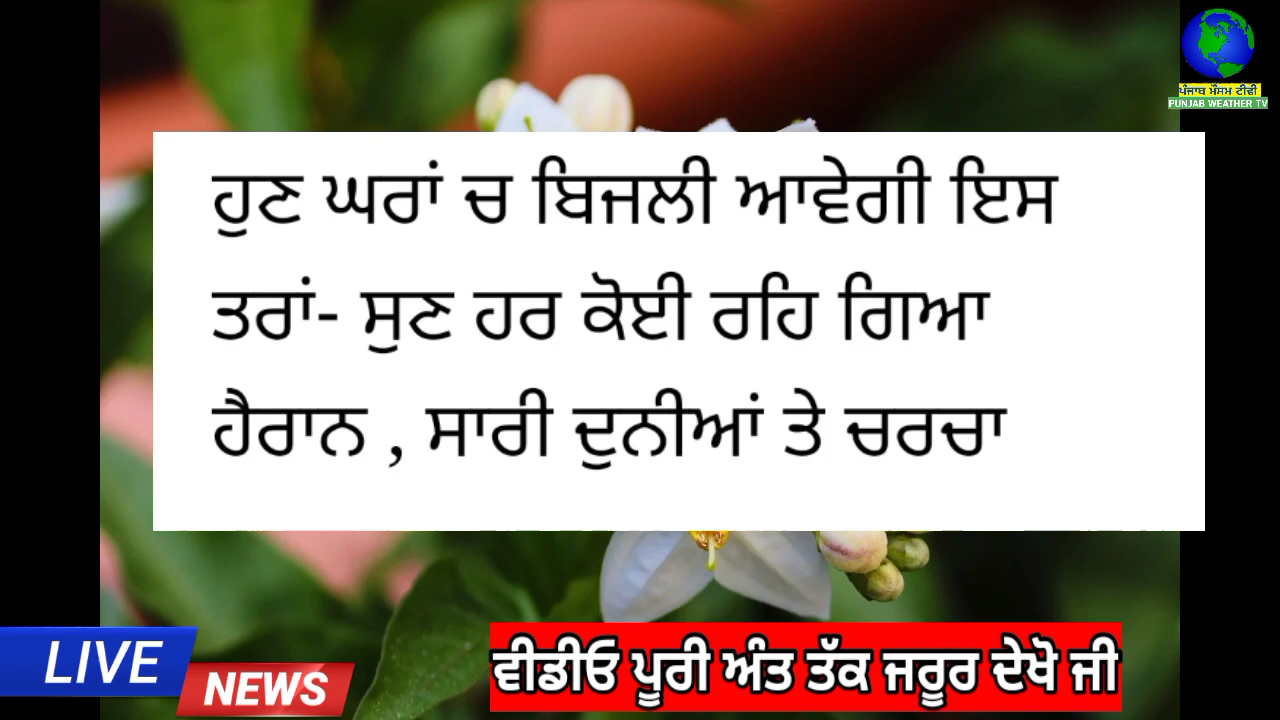 ਪੰਜਾਬ ਮੌਸਮ ਟੀਵੀ
PUNJAB WEATHER TV
ਹੁਣ ਘਰਾਂ ਚ ਬਿਜਲੀ ਆਵੇਗੀ ਇਸ
ਤਰਾਂ- ਸੁਣ ਹਰ ਕੋਈ ਰਹਿ ਗਿਆ
ਹੈਰਾਨ , ਸਾਰੀ ਦੁਨੀਆਂ ਤੇ ਚਰਚਾ
LIVE
NEWS
ਵੀਡੀਓ ਪੂਰੀ ਅੰਤ ਤੱਕ ਜਰੂਰ ਦੇਖੋ ਜੀ